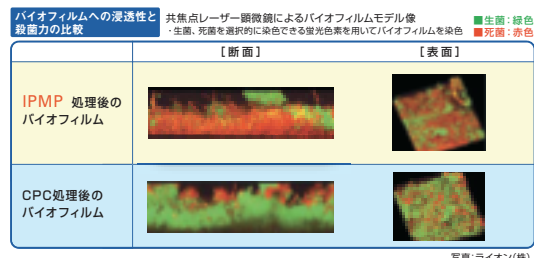 バイオフィルムへの浸透性と
殺菌力の比較
共焦点レーザー顕微鏡によるバイオフィルムモデル像
・生菌、死菌を選択的に染色できる蛍光色素を用いてバイオフィルムを染色
■生菌：緑色
■死菌：赤色
［断面］
［表面］
IPMP 処理後の
バイオフィルム
CPC処理後の
バイオフィルム
写真：ライオン（株）